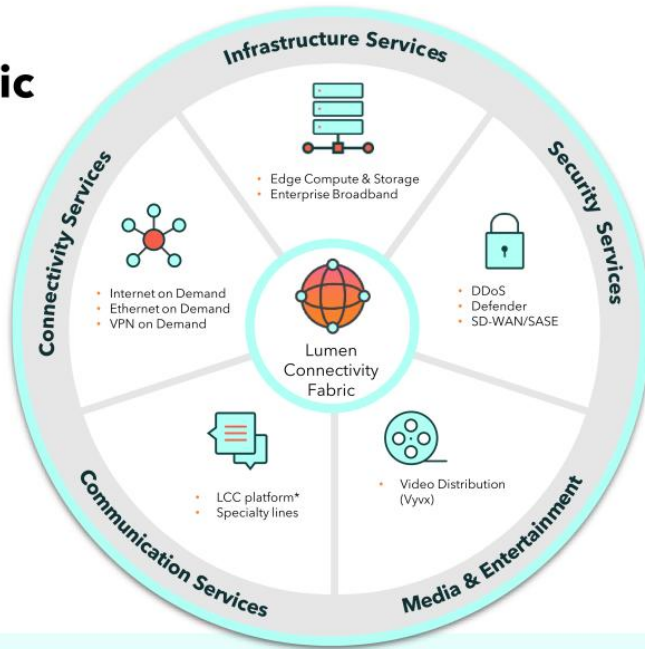 ic
Infrastructure Services
• Edge Compute & Storage
• Enterprise Broadband
Connectivity Services
• Internet on Demand
• Ethernet on Demand
• VPN on Demand
Security Services
• DDoS
• Defender
• SD-WAN/SASE
Lumen
Connectivity
Fabric
Communication Services
• LCC platform*
• Specialty lines
Media & Entertainment
• Video Distribution
(Vyvx)